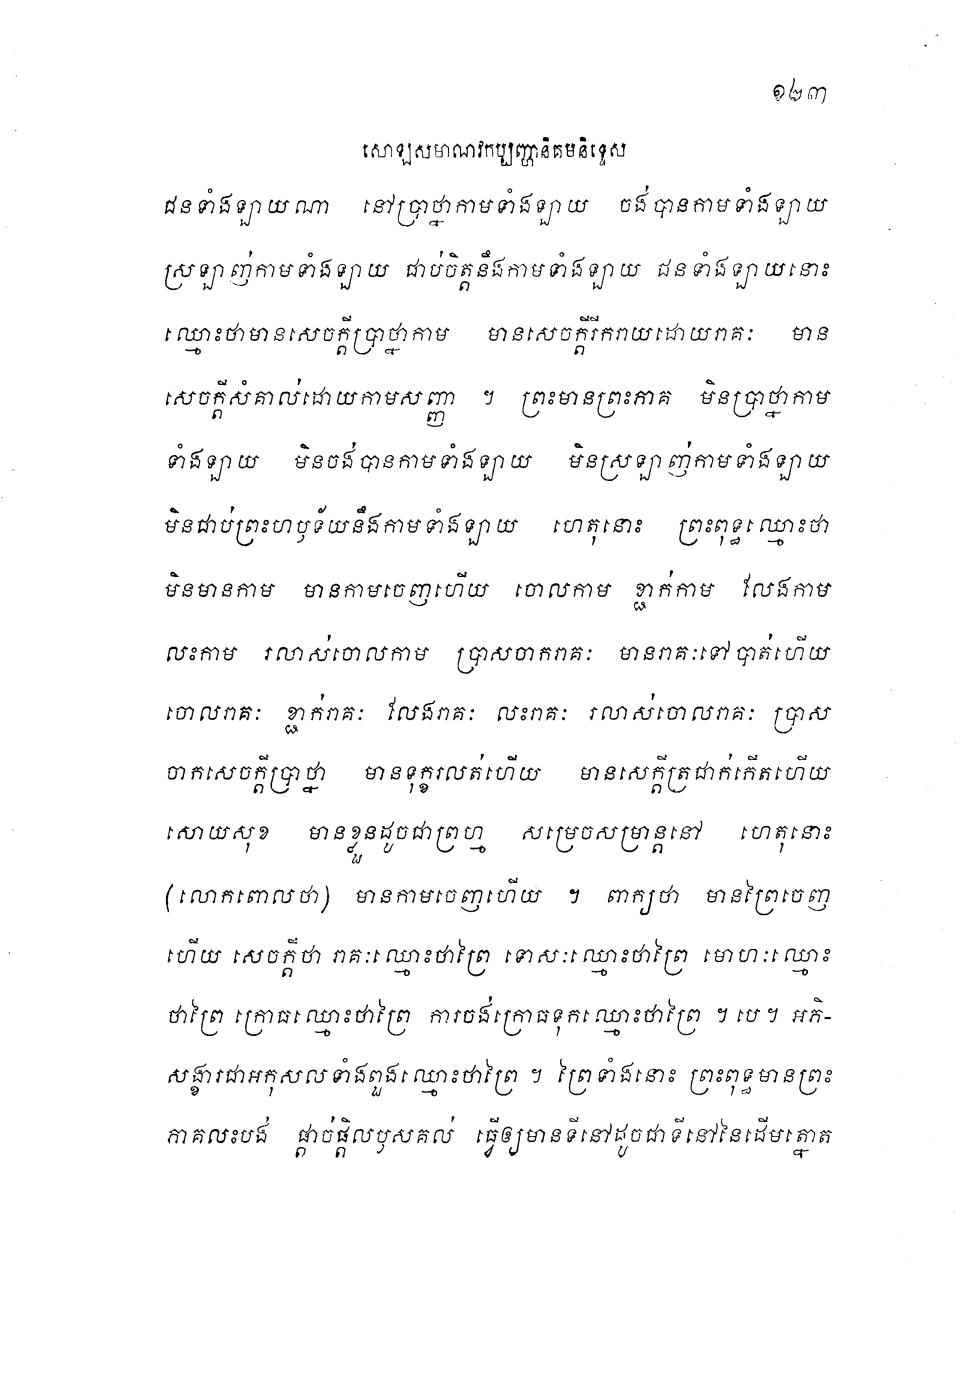 ១២៣
សោឡសមាណវកប្បញ្ហានិគមនិទ្ទេស
ជនទាំងឡាយណា នៅប្រាថ្នាកាមទាំងឡាយ ចង់បានកាមទាំងឡាយ
ស្រឡាញ់កាមទាំងឡាយ ជាប់ចិត្តនឹងកាមទាំងឡាយ ជនទាំងឡាយនោះ
ឈ្មោះថាមានសេចក្តីប្រាថ្នាកាម មានសេចក្តីរីករាយដោយរាគៈ មាន
សេចក្តីសំគាល់ដោយកាមសញ្ញា ។ ព្រះមានព្រះភាគ មិនប្រាថ្នាកាម
ទាំងឡាយ មិនចង់បានកាមទាំងឡាយ មិនស្រឡាញ់កាមទាំងឡាយ
មិនជាប់ព្រះហឫទ័យនឹងកាមទាំងឡាយ ហេតុនោះ ព្រះពុទ្ធឈ្មោះថា
មិនមានកាម មានកាមចេញហើយ ចោលកាម ខ្ជាក់កាម លែងកាម
លះកាម រលាស់ចោលកាម ប្រាសចាករាគៈ មានរាគៈទៅបាត់ហើយ
ចោលរាគៈ ខ្ជាក់រាគៈ លែងរាគៈ លះរាគៈ រលាស់ចោលរាគៈ ប្រាស
ចាកសេចក្តីប្រាថ្នា មានទុក្ខរលត់ហើយ មានសេក្តីត្រជាក់កើតហើយ
សោយសុខ មានខ្លួនដូចជាព្រហ្ម សម្រេចសម្រាន្តនៅ ហេតុនោះ
(លោកពោលថា) មានកាមចេញហើយ ។ ពាក្យថា មានព្រៃចេញ
ហើយ សេចក្តីថា រាគៈឈ្មោះថាព្រៃ ទោសៈឈ្មោះថាព្រៃ មោហៈឈ្មោះ
ថាព្រៃ ក្រោធឈ្មោះថាព្រៃ ការចង់ក្រោធទុកឈ្មោះថាព្រៃ ។ បេ ។ អភិ-
សង្ខារជាអកុសលទាំងពួងឈ្មោះថាព្រៃ ។ ព្រៃទាំងនោះ ព្រះពុទ្ធមានព្រះ
ភាគលះបង់ ផ្តាច់ផ្តិលឫសគល់ ធ្វើឲ្យមានទីនៅដូចជាទីនៅនៃដើមត្នោត